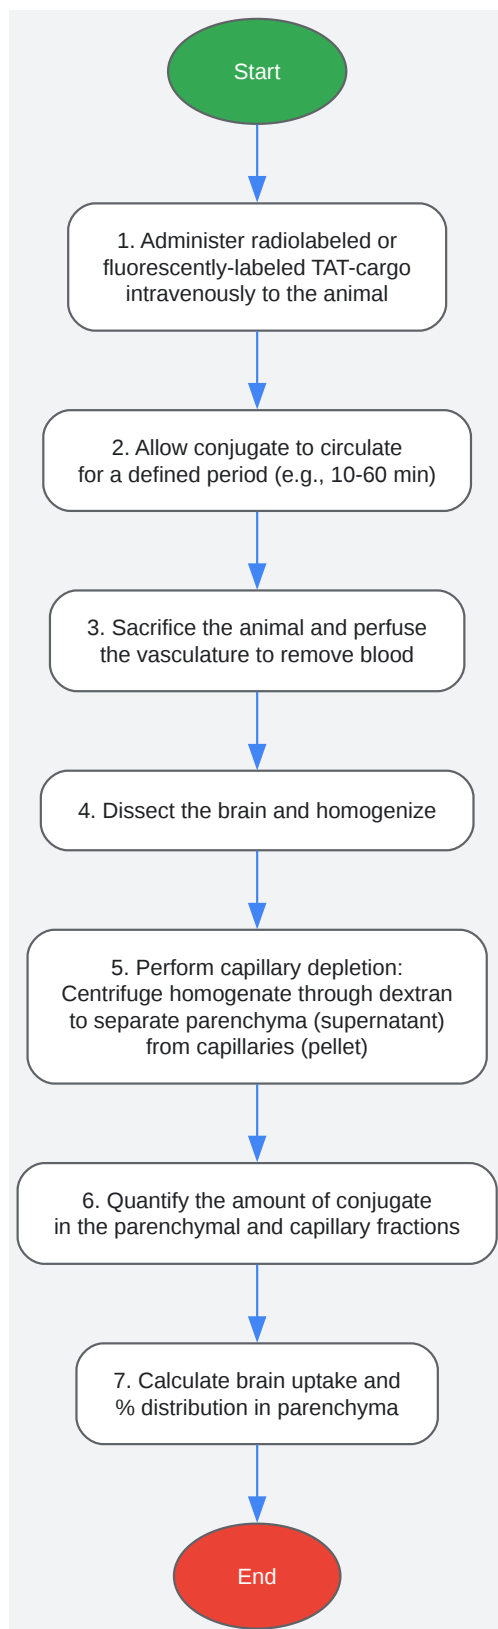 Start
1. Administer radiolabeled or
fluorescently-labeled TAT-cargo
intravenously to the animal
2. Allow conjugate to circulate
for a defined period (e.g., 10-60 min)
3. Sacrifice the animal and perfuse
the vasculature to remove blood
4. Dissect the brain and homogenize
5. Perform capillary depletion:
Centrifuge homogenate through dextran
to separate parenchyma (supernatant)
from capillaries (pellet)
6. Quantify the amount of conjugate
in the parenchymal and capillary fractions
7. Calculate brain uptake and
% distribution in parenchyma
End